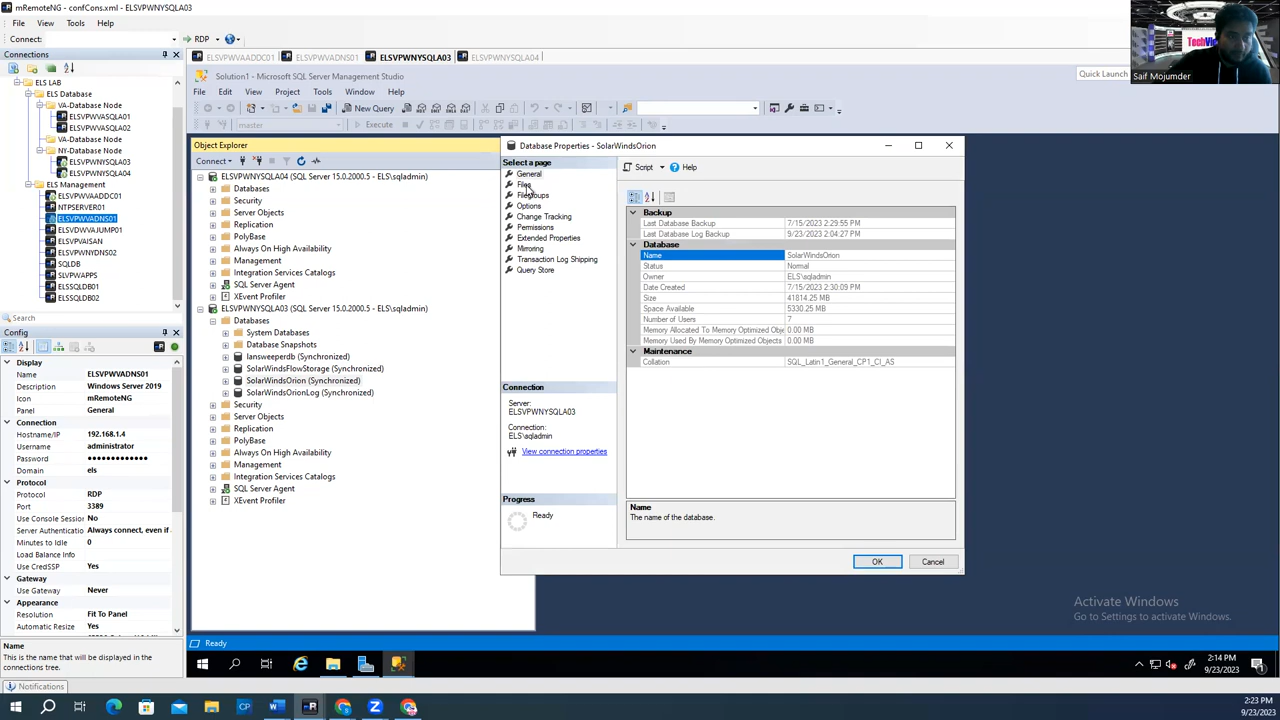 mRemoteNG - confCons.xml - ELSVPWNYSQLA03
File View Tools Help
Connect: RDP
Connections
ELS LAB
ELS Database
VA-Database Node
ELSVPWVASQLA01
ELSVPWVASQLA02
VA-Database Node
NY-Database Node
ELSVPWNYSQLA03
ELSVPWNYSQLA04
ELS Management
ELSVPWVAADDC01
NTPSERVER01
ELSVPWVADNS01
ELSVDWVAJUMP01
ELSVPVAISAN
ELSVPWNYDNS02
SQLDB
SLVPWAPPS
ELSSQLDB01
ELSSQLDB02
Search
Config
Display
Name ELSVPWVADNS01
Description Windows Server 2019
Icon mRemoteNG
Panel General
Connection
Hostname/IP 192.168.1.4
Username administrator
Password ●●●●●●●●●●●●●
Domain els
Protocol
Protocol RDP
Port 3389
Use Console Session No
Server Authentication Always connect, even if
Minutes to Idle 0
Load Balance Info
Use CredSSP Yes
Gateway
Use Gateway Never
Appearance
Resolution Fit To Panel
Automatic Resize Yes
Name
This is the name that will be displayed in the connections tree.
Notifications
ELSVPWVAADDC01 ELSVPWVADNS01 ELSVPWNYSQLA03 ELSVPWNYSQLA04
Solution1 - Microsoft SQL Server Management Studio
Quick Launch
File Edit View Project Tools Window Help
New Query
master Execute
Object Explorer
Connect
ELSVPWNYSQLA04 (SQL Server 15.0.2000.5 - ELS\sqladmin)
Databases
Security
Server Objects
Replication
PolyBase
Always On High Availability
Management
Integration Services Catalogs
SQL Server Agent
XEvent Profiler
ELSVPWNYSQLA03 (SQL Server 15.0.2000.5 - ELS\sqladmin)
Databases
System Databases
Database Snapshots
lansweeperdb (Synchronized)
SolarWindsFlowStorage (Synchronized)
SolarWindsOrion (Synchronized)
SolarWindsOrionLog (Synchronized)
Security
Server Objects
Replication
PolyBase
Always On High Availability
Management
Integration Services Catalogs
SQL Server Agent
XEvent Profiler
Database Properties - SolarWindsOrion
Select a page
General
Files
Filegroups
Options
Change Tracking
Permissions
Extended Properties
Mirroring
Transaction Log Shipping
Query Store
Connection
Server:
ELSVPWNYSQLA03
Connection:
ELS\sqladmin
View connection properties
Progress
Ready
Script Help
Backup
Last Database Backup 7/15/2023 2:29:55 PM
Last Database Log Backup 9/23/2023 2:04:27 PM
Database
Name SolarWindsOrion
Status Normal
Owner ELS\sqladmin
Date Created 7/15/2023 2:30:09 PM
Size 41814.25 MB
Space Available 5330.25 MB
Number of Users 7
Memory Allocated To Memory Optimized Obje 0.00 MB
Memory Used By Memory Optimized Objects 0.00 MB
Maintenance
Collation SQL_Latin1_General_CP1_CI_AS
Name
The name of the database.
OK Cancel
Activate Windows
Go to Settings to activate Windows.
Ready
2:14 PM
9/23/2023
2:23 PM
9/23/2023
Saif Mojumder